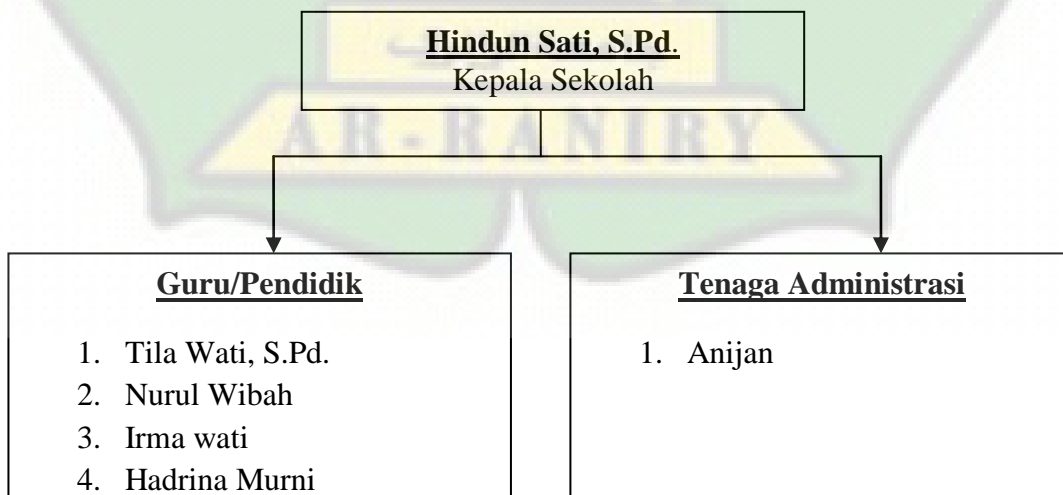 Hindun Sati, S.Pd.
Kepala Sekolah
AR-RANIRY
Guru/Pendidik
1. Tila Wati, S.Pd.
2. Nurul Wibah
3. Irma wati
4. Hadrina Murni
Tenaga Administrasi
1. Anijan